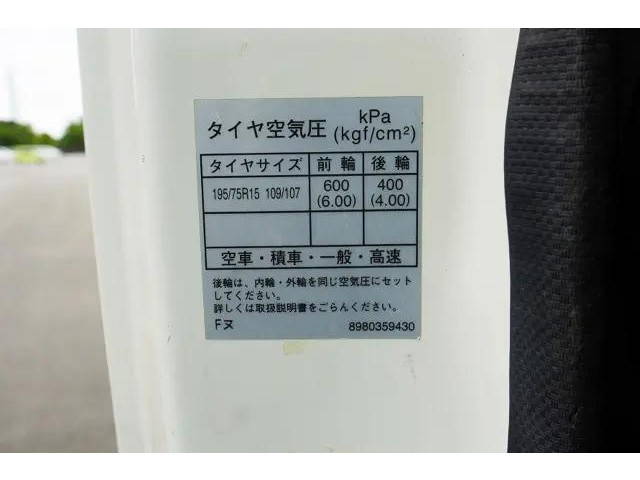 タイヤ空気圧 kPa (kgf/cm²)
タイヤサイズ 前輪 後輪
195/75R15 109/107 600 (6.00) 400 (4.00)
空車・積車・一般・高速
後輪は、内輪・外輪を同じ空気圧にセット
してください。
詳しくは取扱説明書をごらんください。
Fヌ 8980359430